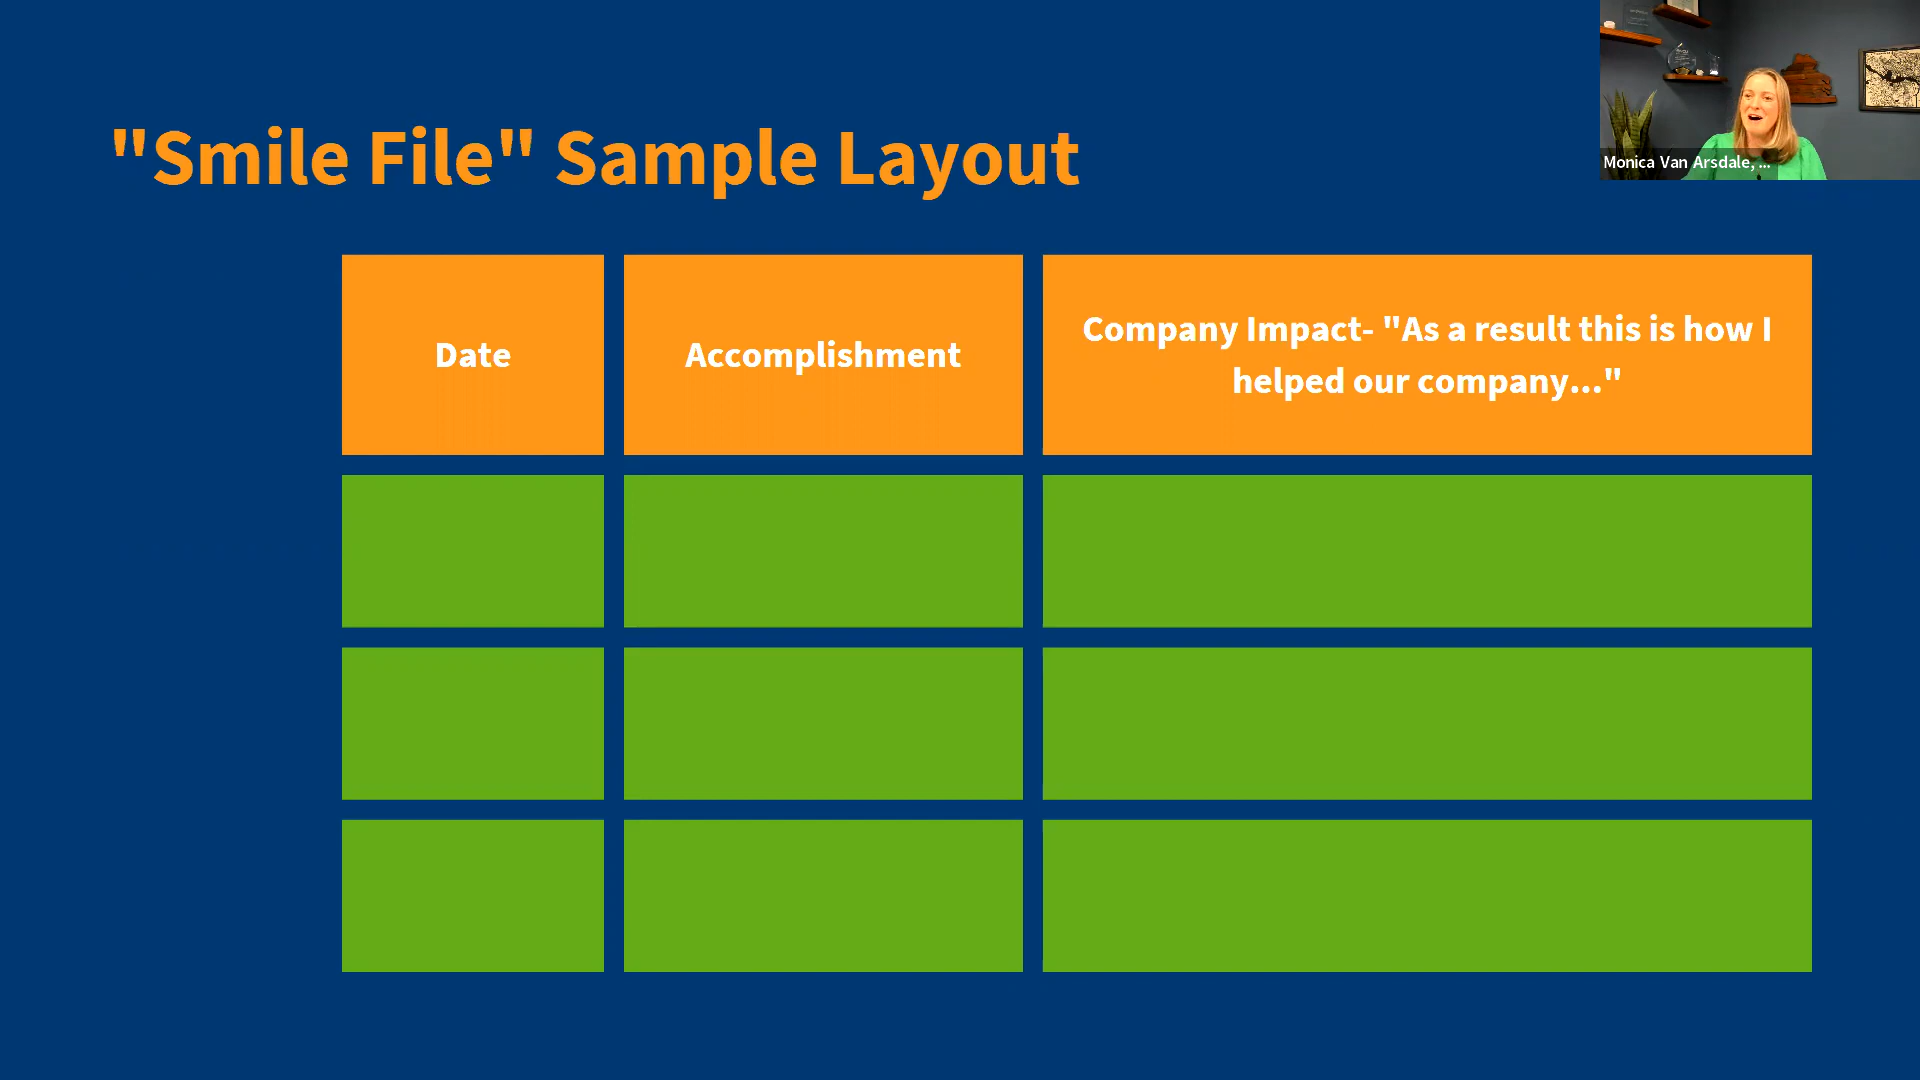 "Smile File" Sample Layout
Monica Van Arsdale, ...
Date
Accomplishment
Company Impact- "As a result this is how I
helped our company..."